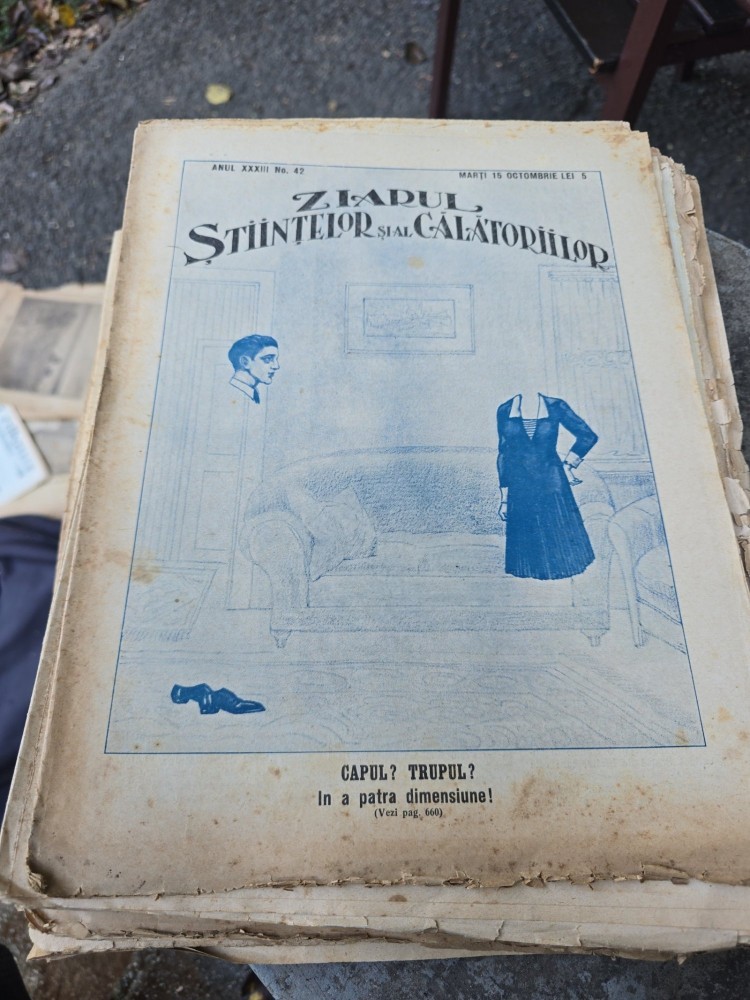 ANUL XXXIII No. 42
MARȚI 15 OCTOMBRIE LEI 5
ZIARUL
ȘTIINȚELOR ȘI AL CĂLĂTORIILOR
CAPUL? TRUPUL?
In a patra dimensiune!
(Vezi pag. 660)